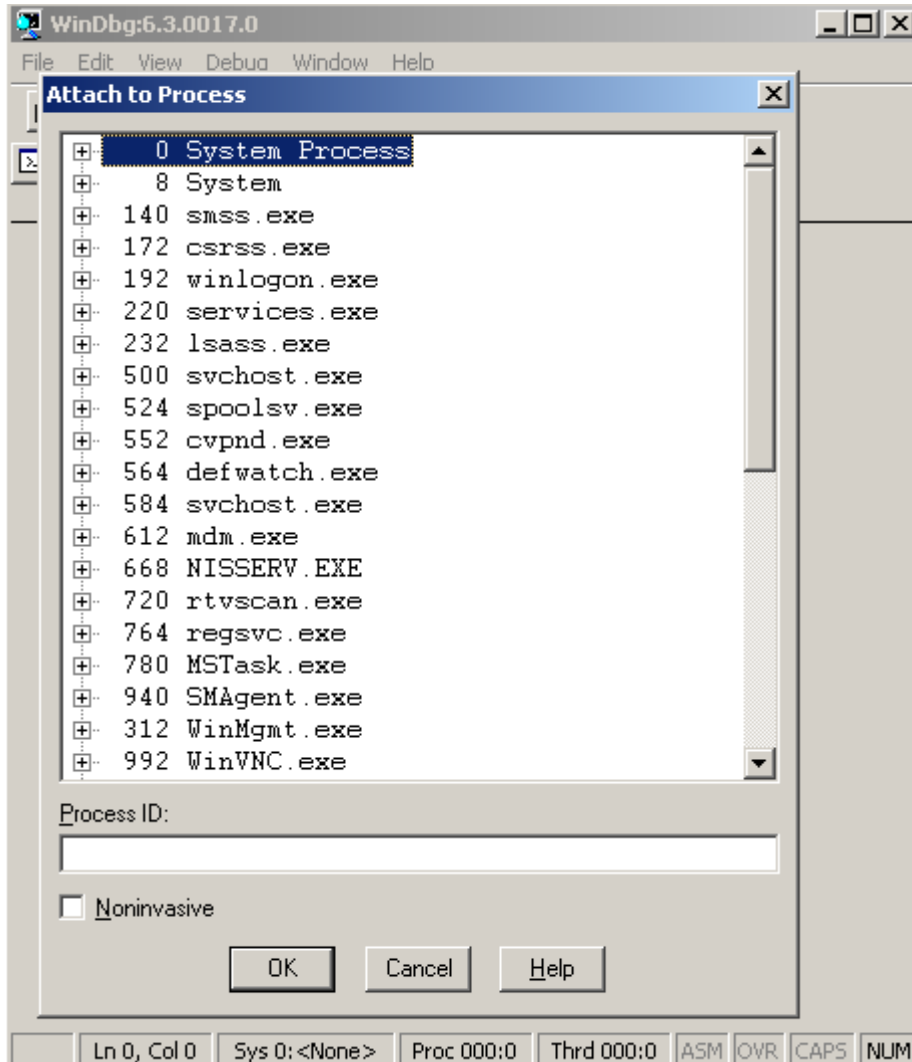 WinDbg:6.3.0017.0
File Edit View Debug Window Help
Attach to Process
0 System Process
8 System
140 smss.exe
172 csrss.exe
192 winlogon.exe
220 services.exe
232 lsass.exe
500 svchost.exe
524 spoolsv.exe
552 cvpnd.exe
564 defwatch.exe
584 svchost.exe
612 mdm.exe
668 NISSERV.EXE
720 rtvscan.exe
764 regsvc.exe
780 MSTask.exe
940 SMAgent.exe
312 WinMgmt.exe
992 WinVNC.exe
Process ID:
Noninvasive
OK Cancel Help
Ln 0, Col 0 Sys 0:<None> Proc 000:0 Thrd 000:0 ASM OVR CAPS NUM